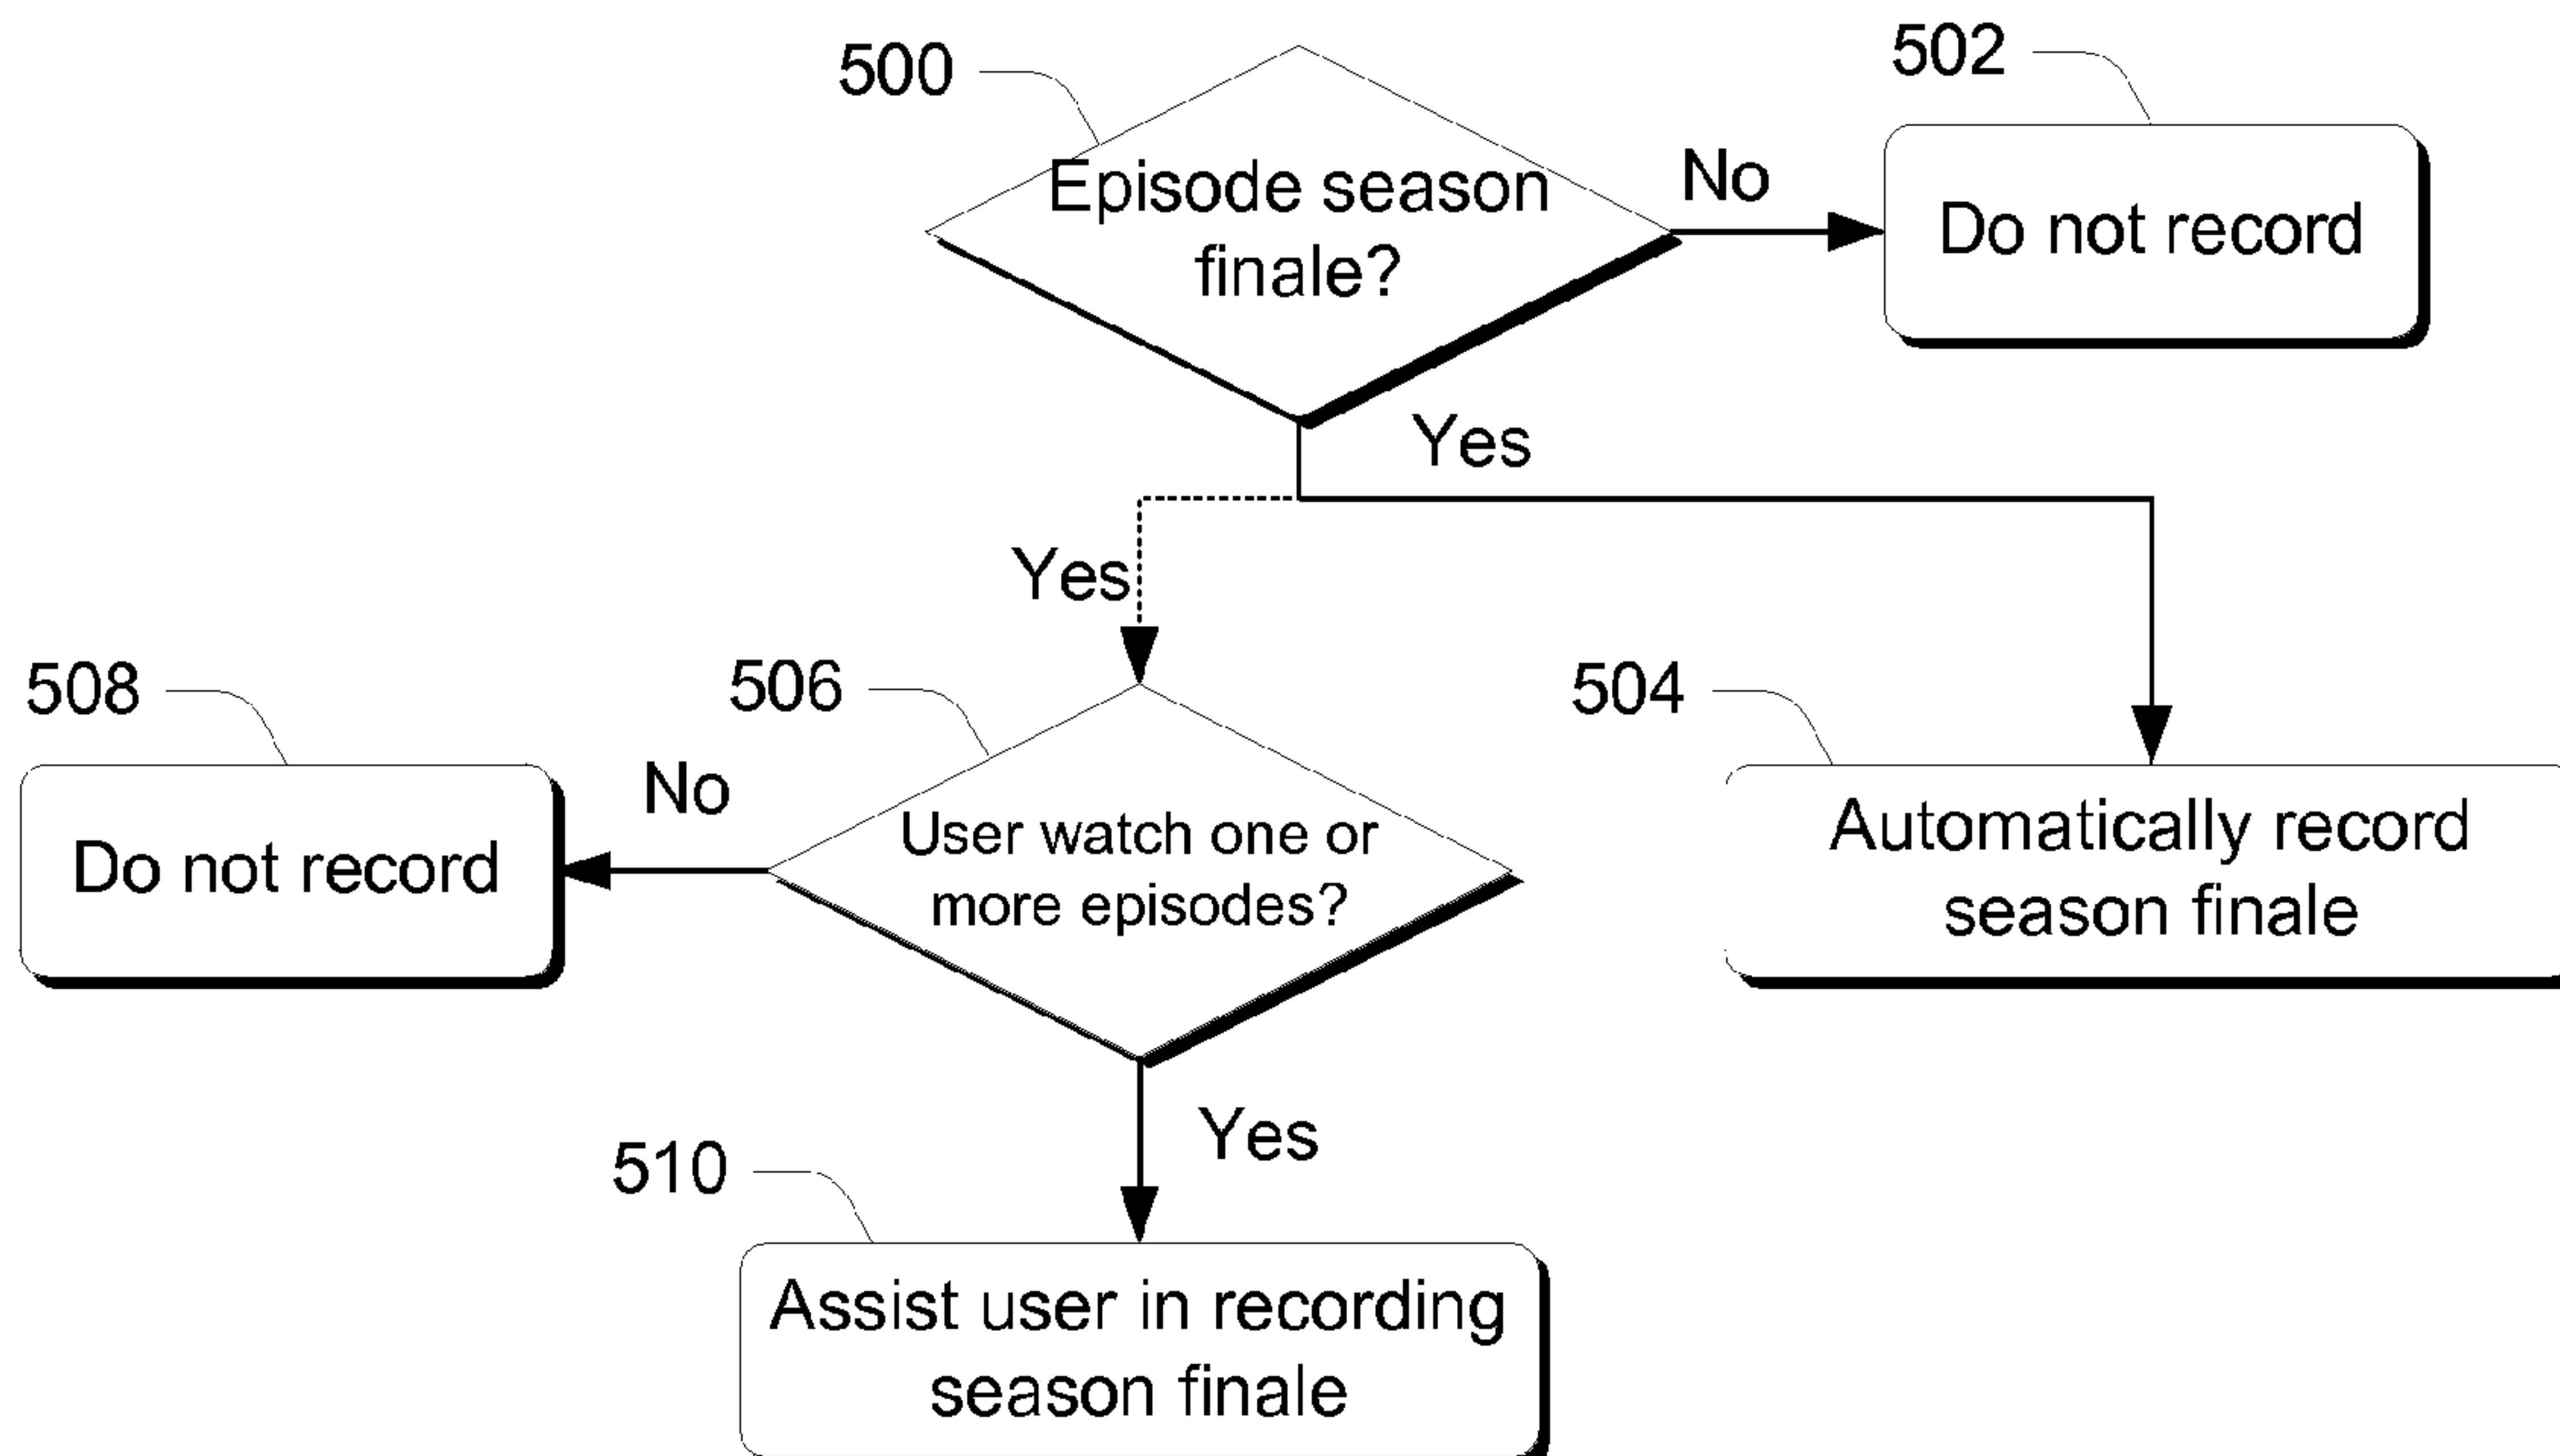 500
502
Episode season
finale?
No
Do not record
Yes
Yes
508
506
504
No
Do not record
User watch one or
more episodes?
Automatically record
season finale
Yes
510
Assist user in recording
season finale